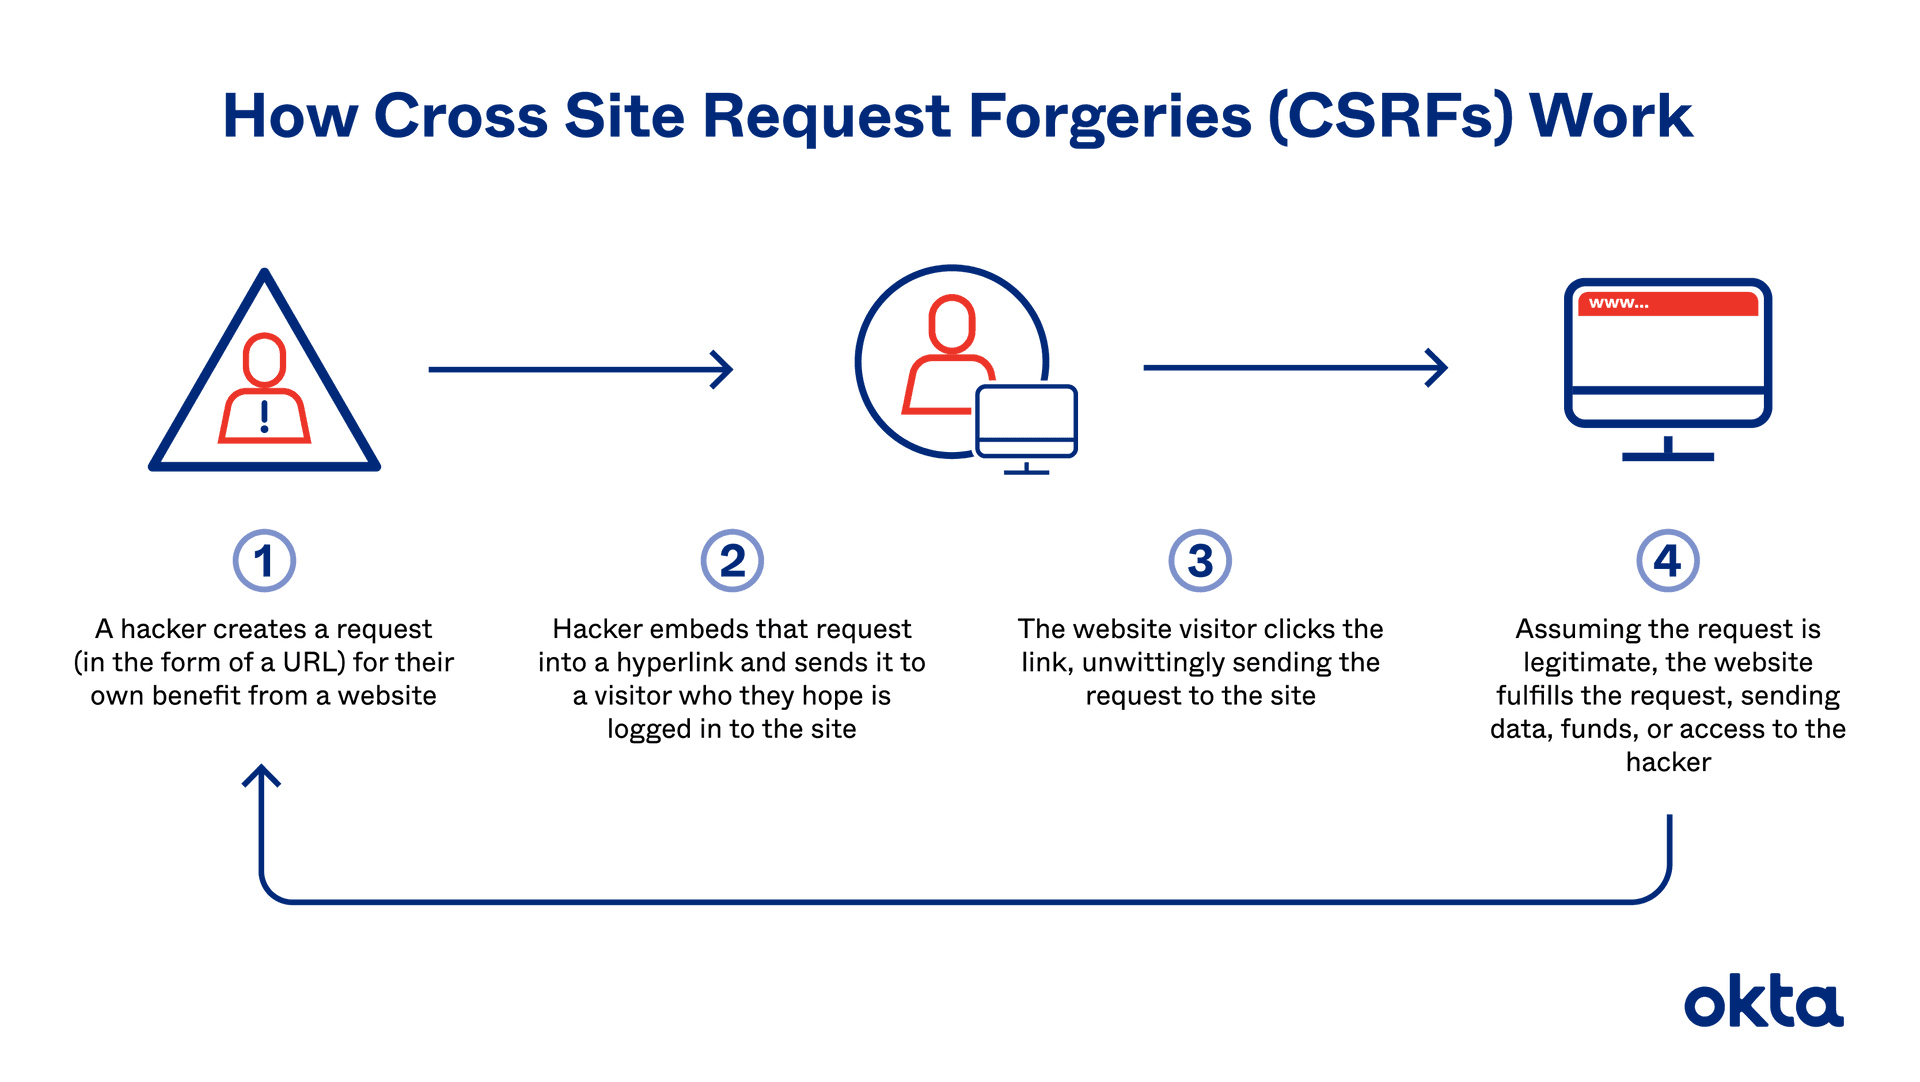 How Cross Site Request Forgeries (CSRFs) Work
www...
1
A hacker creates a request
(in the form of a URL) for their
own benefit from a website
2
Hacker embeds that request
into a hyperlink and sends it to
a visitor who they hope is
logged in to the site
3
The website visitor clicks the
link, unwittingly sending the
request to the site
4
Assuming the request is
legitimate, the website
fulfills the request, sending
data, funds, or access to the
hacker
okta